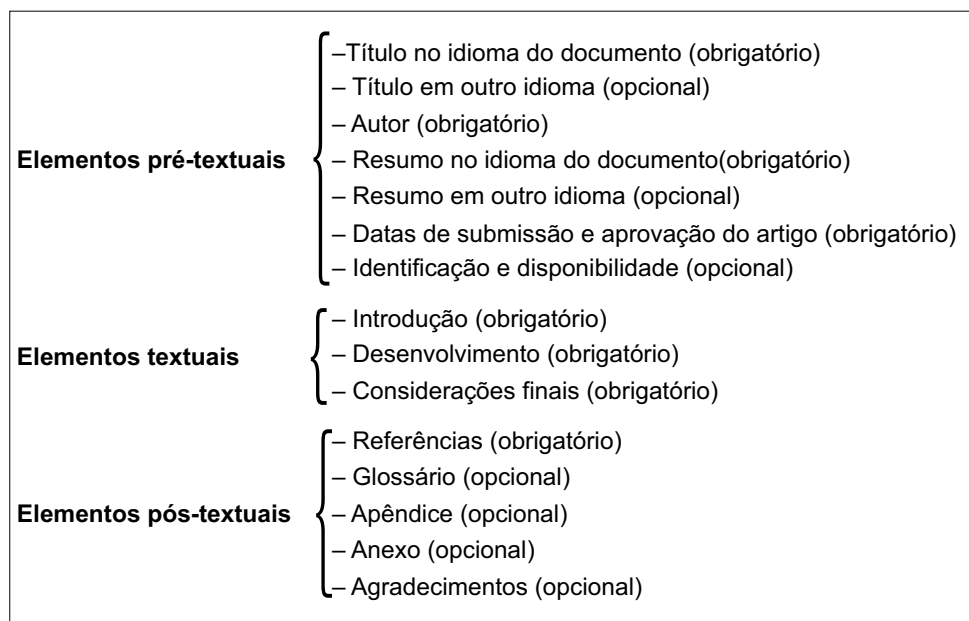 Elementos pré-textuais
–Título no idioma do documento (obrigatório)
– Título em outro idioma (opcional)
– Autor (obrigatório)
– Resumo no idioma do documento(obrigatório)
– Resumo em outro idioma (opcional)
– Datas de submissão e aprovação do artigo (obrigatório)
– Identificação e disponibilidade (opcional)
Elementos textuais
– Introdução (obrigatório)
– Desenvolvimento (obrigatório)
– Considerações finais (obrigatório)
Elementos pós-textuais
– Referências (obrigatório)
– Glossário (opcional)
– Apêndice (opcional)
– Anexo (opcional)
– Agradecimentos (opcional)